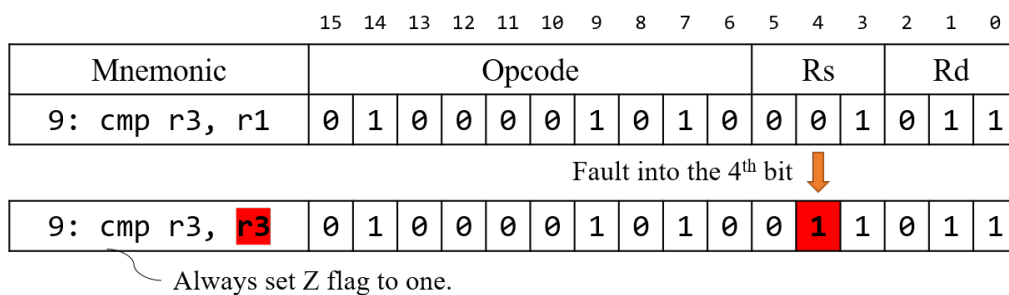 15 14 13 12 11 10 9 8 7 6 5 4 3 2 1 0
Mnemonic Opcode Rs Rd
9: cmp r3, r1 0 1 0 0 0 0 1 0 1 0 0 0 1 0 1 1
Fault into the 4th bit
9: cmp r3, r3 0 1 0 0 0 0 1 0 1 0 0 1 1 0 1 1
Always set Z flag to one.